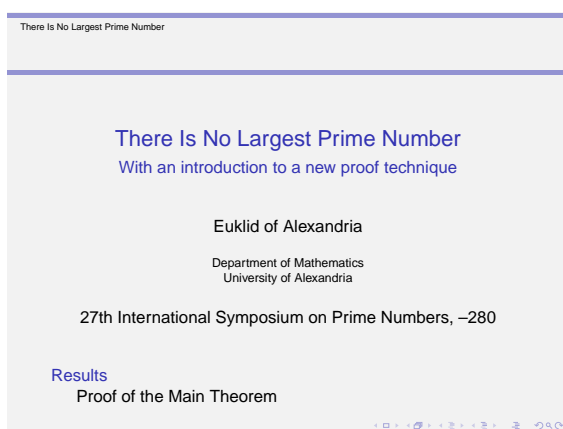 There Is No Largest Prime Number
There Is No Largest Prime Number
With an introduction to a new proof technique
Euklid of Alexandria
Department of Mathematics
University of Alexandria
27th International Symposium on Prime Numbers, –280
Results
Proof of the Main Theorem